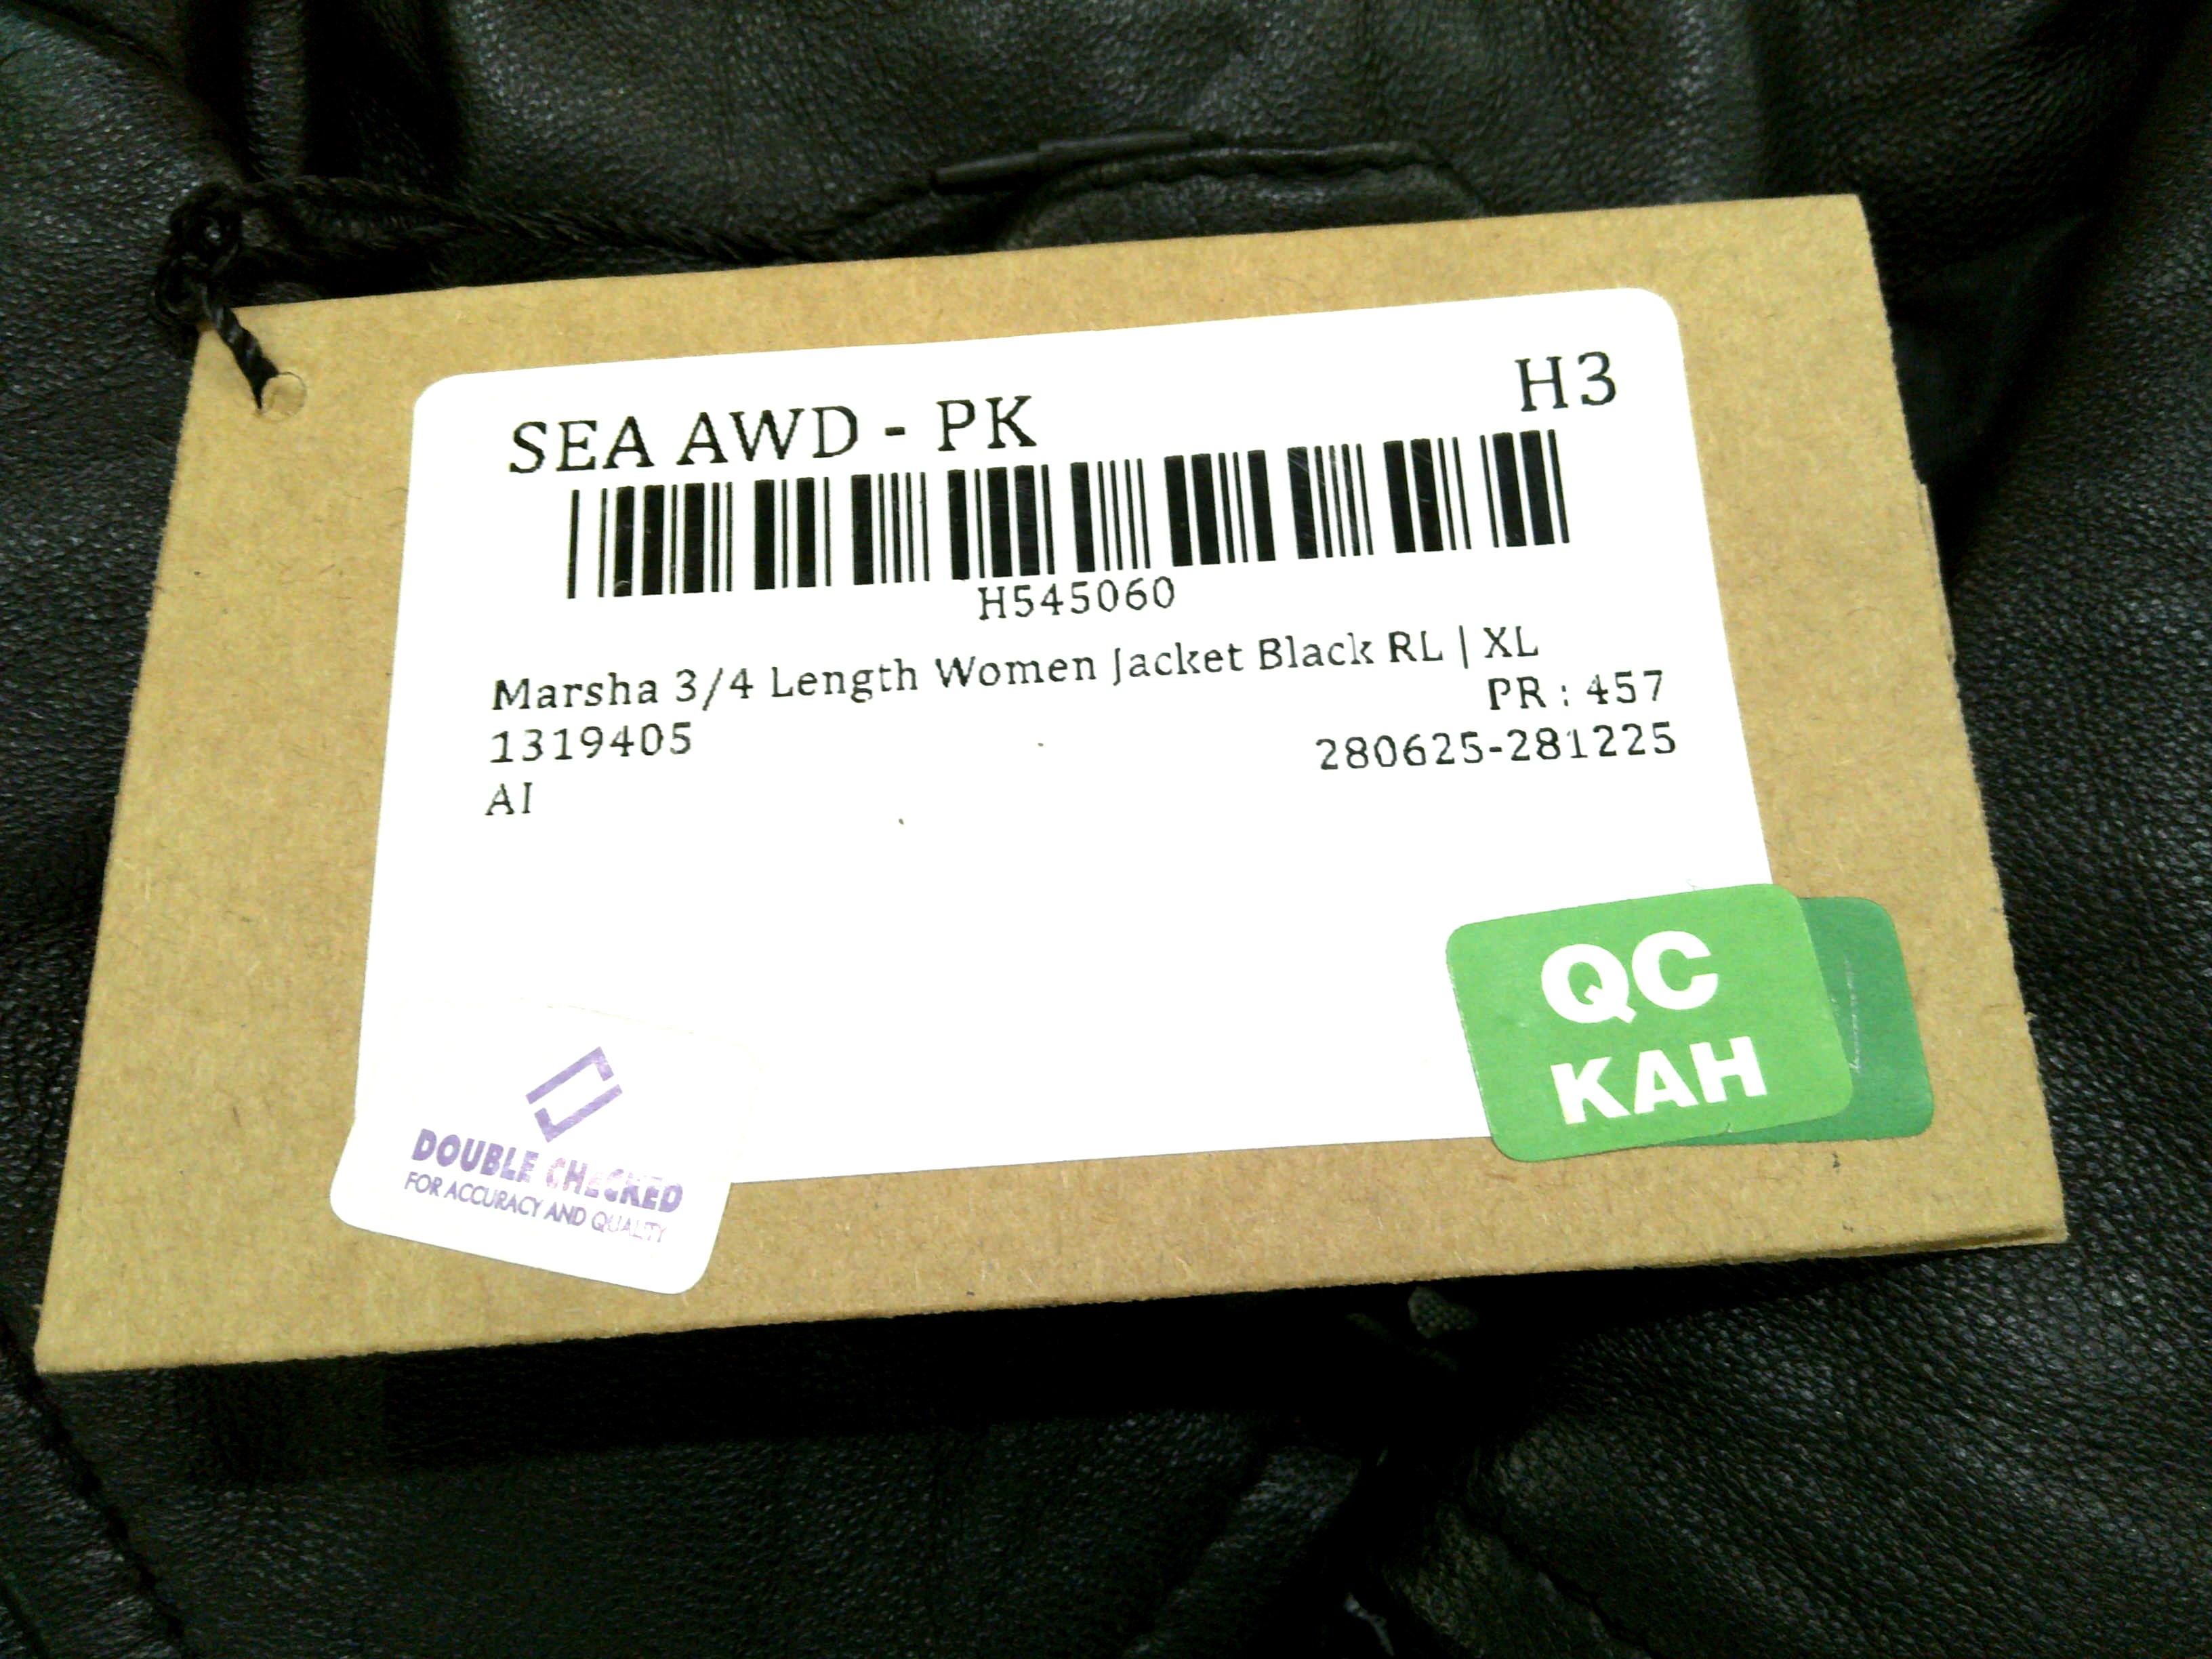 SEA AWD - PK
H3
H545060
Marsha 3/4 Length Women Jacket Black RL | XL
PR : 457
1319405
280625-281225
AI
QC
KAH
DOUBLE CHECKED
FOR ACCURACY AND QUALITY